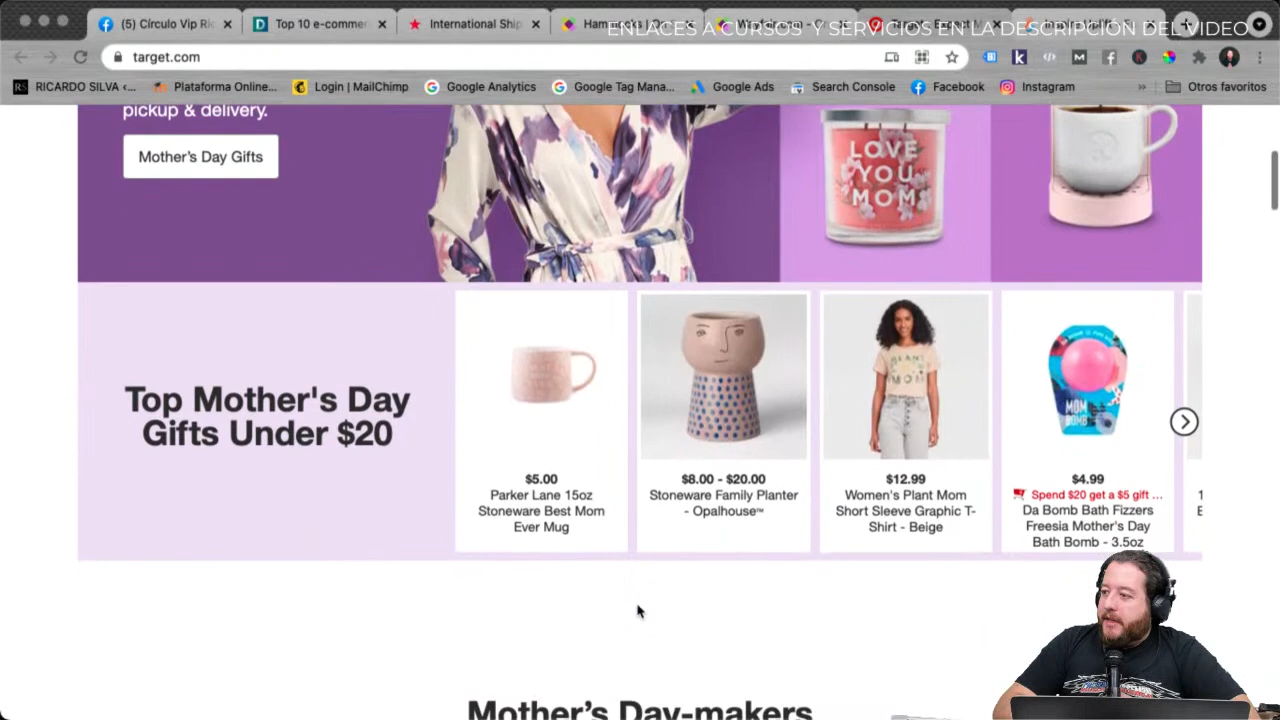 (5) Círculo Vip Ric
Top 10 e-commer
International Ship
ENLACES A CURSOS Y SERVICIOS EN LA DESCRIPCIÓN DEL VIDEO
target.com
RICARDO SILVA <...
Plataforma Online...
Login | MailChimp
Google Analytics
Google Tag Mana...
Google Ads
Search Console
Facebook
Instagram
»
Otros favoritos
pickup & delivery.
Mother's Day Gifts
LOVE
YOU
MOM
Top Mother's Day
Gifts Under $20
PLANT
MOM
MOM
BOMB
$5.00
Parker Lane 15oz
Stoneware Best Mom
Ever Mug
$8.00 - $20.00
Stoneware Family Planter
- Opalhouse™
$12.99
Women's Plant Mom
Short Sleeve Graphic T-
Shirt - Beige
$4.99
Spend $20 get a $5 gift ...
Da Bomb Bath Fizzers
Freesia Mother's Day
Bath Bomb - 3.5oz
Mother's Day-makers